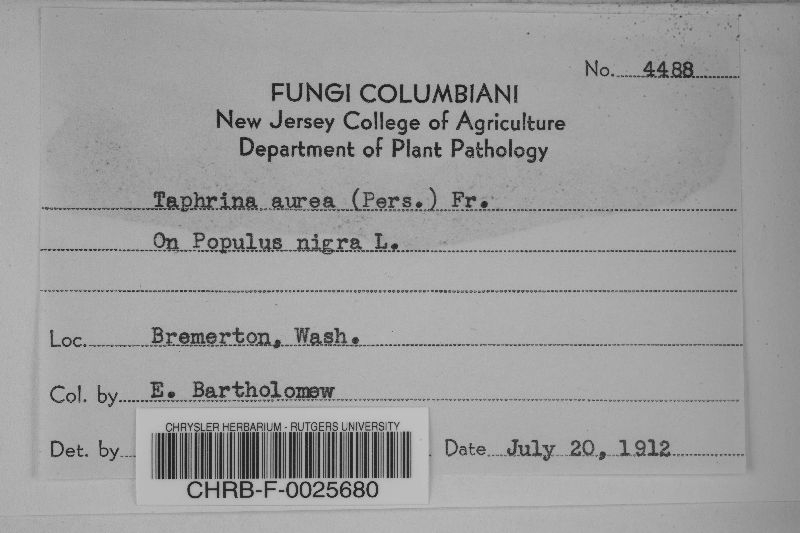 No. 4488
FUNGI COLUMBIANI
New Jersey College of Agriculture
Department of Plant Pathology
Taphrina aurea (Pers.) Fr.
On Populus nigra L.
Loc. Bremerton, Wash.
Col. by E. Bartholomew
Det. by Date July 20, 1912
CHRYSLER HERBARIUM - RUTGERS UNIVERSITY
CHRB-F-0025680